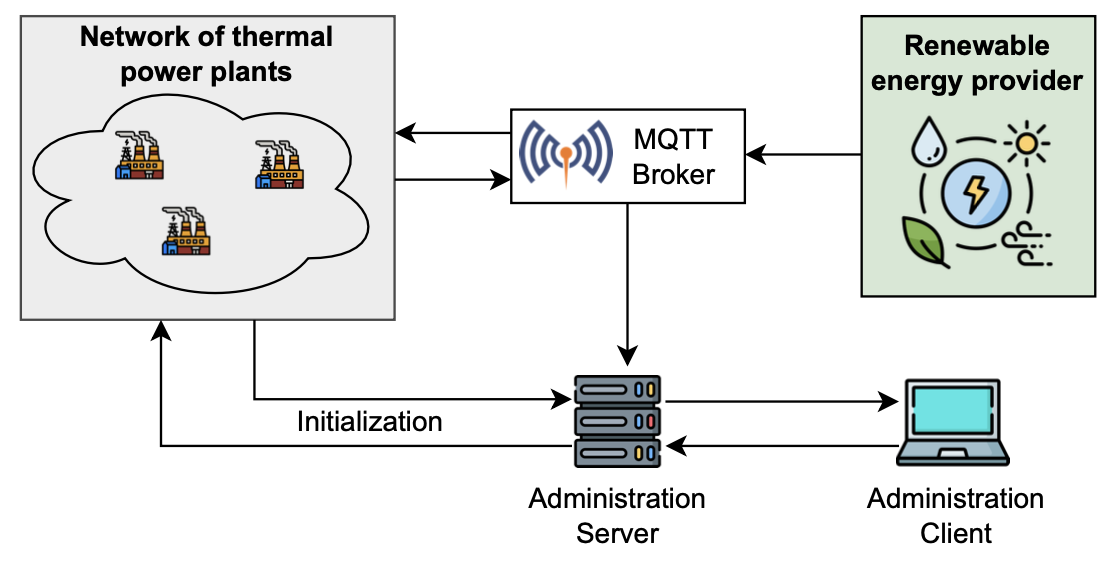 Network of thermal
power plants
Renewable
energy provider
MQTT
Broker
Initialization
Administration
Server
Administration
Client